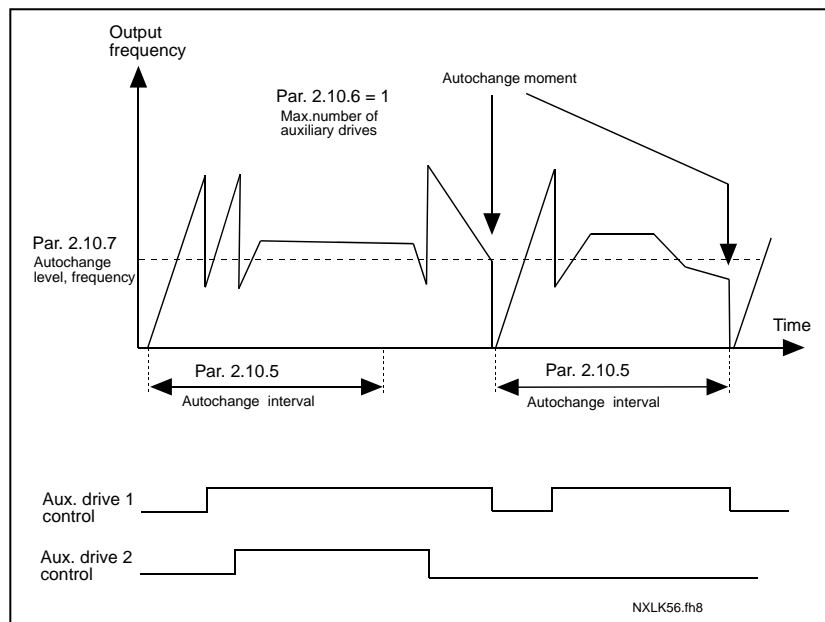 Output
frequency
Autochange moment
Par. 2.10.6 = 1
Max.number of
auxiliary drives
Par. 2.10.7
Autochange
level, frequency
Time
Par. 2.10.5
Autochange interval
Par. 2.10.5
Autochange interval
Aux. drive 1
control
Aux. drive 2
control
NXLK56.fh8